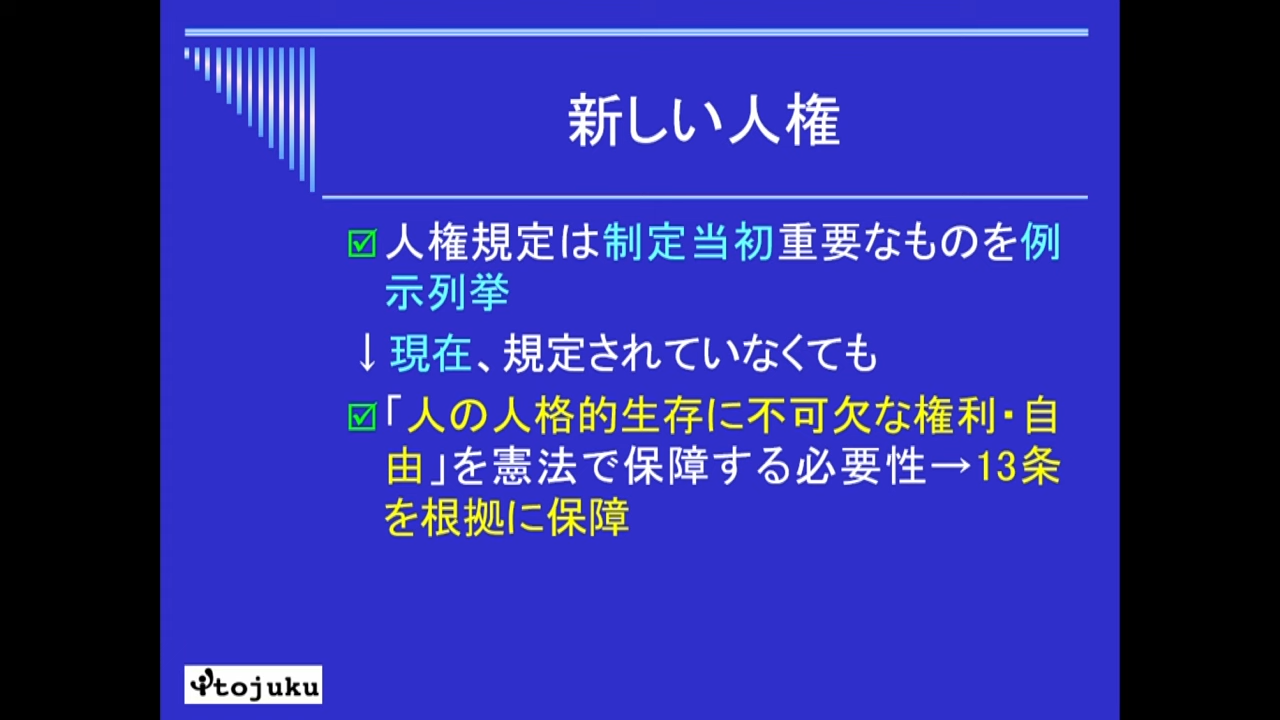 新しい人権
人権規定は制定当初重要なものを例
示列挙
↓現在、規定されていなくても
「人の人格的生存に不可欠な権利・自
由」を憲法で保障する必要性→13条
を根拠に保障
itojuku